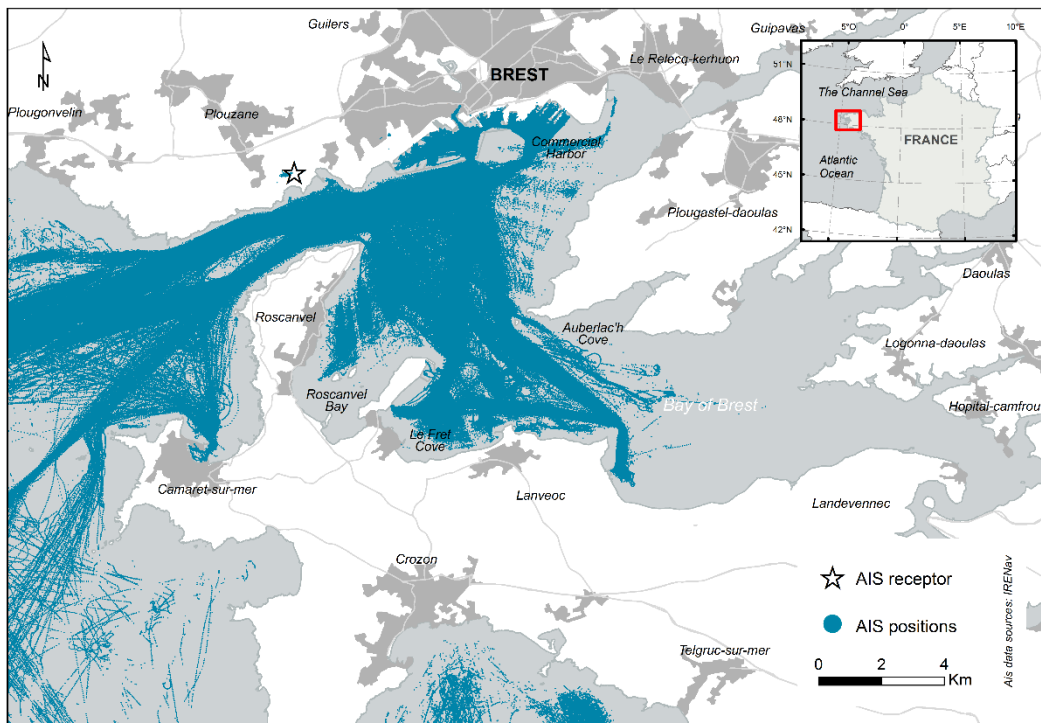 Guilers
Guipavas
5°O 0° 5°E 10°E
51°N
The Channel Sea
48°N
FRANCE
Atlantic
Ocean
45°N
42°N
N
BREST
Le Relecq-kerhuon
Plougonvelin
Plouzane
Commercial
Harbor
Plougastel-daoulas
Daoulas
Roscanvel
Auberlac'h
Cove
Logonna-daoulas
Roscanvel
Bay
Bay of Brest
Hopital-camfrou
Le Fret
Cove
Camaret-sur-mer
Lanveoc
Landevennec
Crozon
AIS receptor
AIS positions
Telgruc-sur-mer
0 2 4
Km
Ais data sources: IRENav